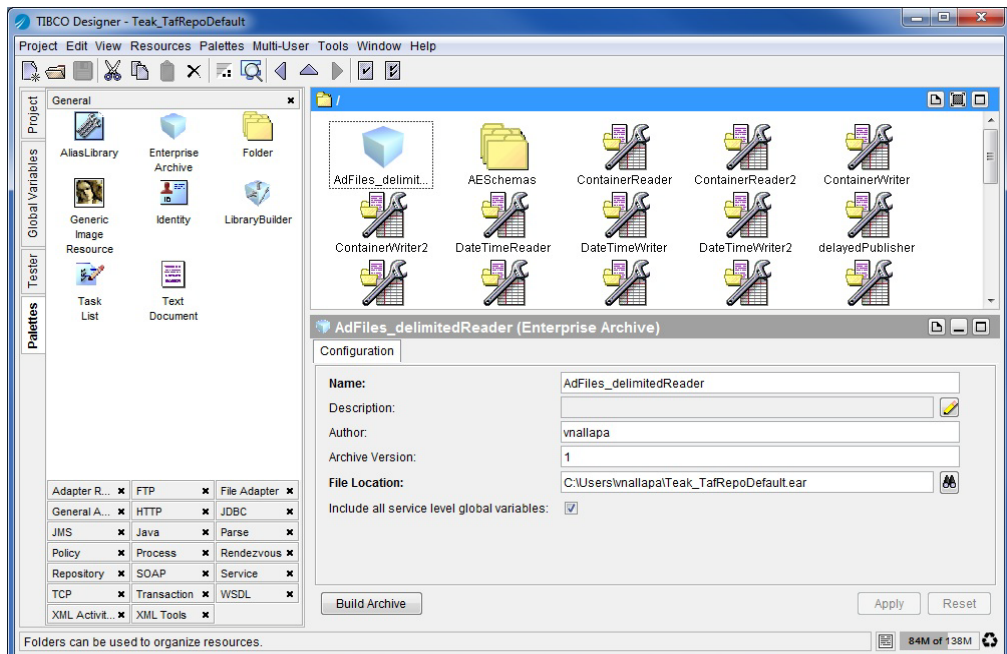 TIBCO Designer - Teak_TafRepoDefault
Project Edit View Resources Palettes Multi-User Tools Window Help
Project
Global Variables
Tester
Palettes
General
AliasLibrary
Enterprise
Archive
Folder
Generic
Image
Resource
ID
Identity
LibraryBuilder
Task
List
Text
Document
Adapter R... FTP File Adapter
General A... HTTP JDBC
JMS Java Parse
Policy Process Rendezvous
Repository SOAP Service
TCP Transaction WSDL
XML Activit... XML Tools
/
AdFiles_delimit... AESchemas ContainerReader ContainerReader2 ContainerWriter
ContainerWriter2 DateTimeReader DateTimeWriter DateTimeWriter2 delayedPublisher
AdFiles_delimitedReader (Enterprise Archive)
Configuration
Name: AdFiles_delimitedReader
Description:
Author: vnallapa
Archive Version: 1
File Location: C:\Users\vnallapa\Teak_TafRepoDefault.ear
Include all service level global variables:
Build Archive Apply Reset
Folders can be used to organize resources. 84M of 138M